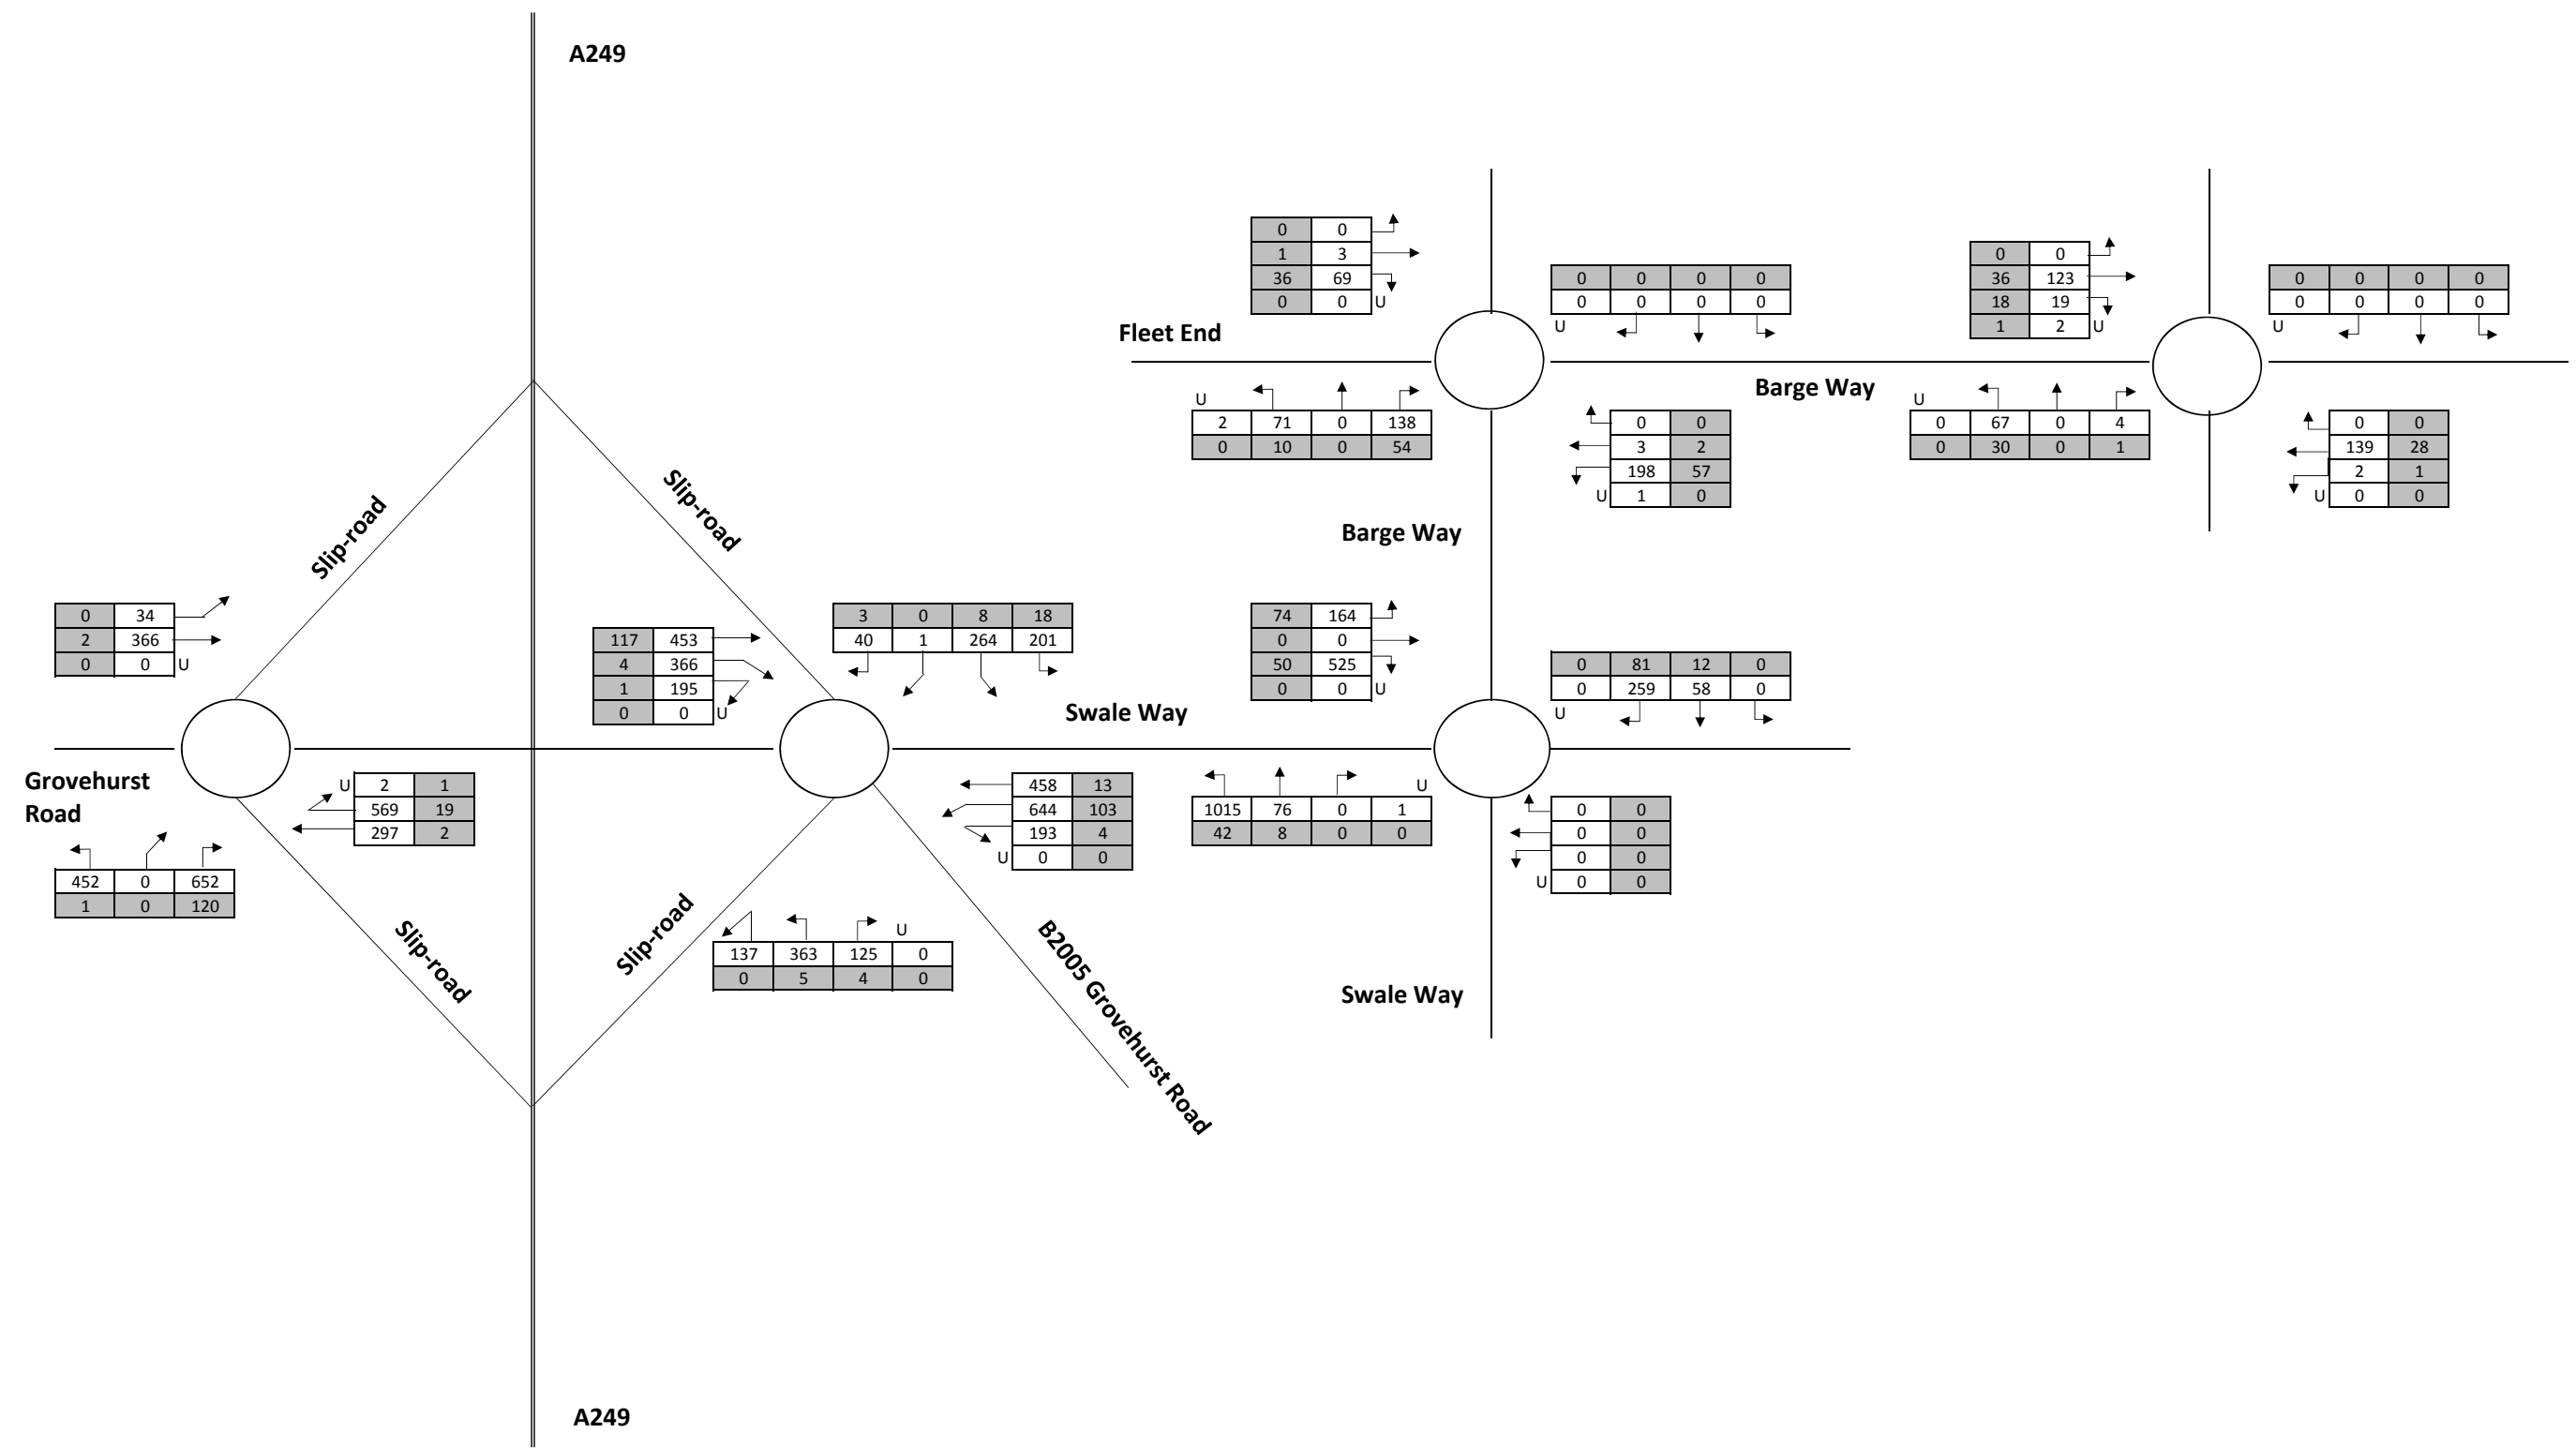 A249
0 0
1 3
36 69
0 0 U
0 0 0 0
0 0 0 0
U
0 0
36 123
18 19
1 2 U
0 0 0 0
0 0 0 0
U
Fleet End
Barge Way
U
2 71 0 138
0 10 0 54
0 0
3 2
198 57
U 1 0
U
0 67 0 4
0 30 0 1
0 0
139 28
2 1
U 0 0
Slip-road
Slip-road
Barge Way
0 34
2 366
0 0 U
117 453
4 366
1 195
0 0 U
3 0 8 18
40 1 264 201
74 164
0 0
50 525
0 0 U
0 81 12 0
0 259 58 0
U
Swale Way
Grovehurst
Road
U 2 1
569 19
297 2
452 0 652
1 0 120
458 13
644 103
193 4
U 0 0
U
1015 76 0 1
42 8 0 0
0 0
0 0
0 0
U 0 0
Slip-road
Slip-road
U
137 363 125 0
0 5 4 0
B2005 Grovehurst Road
Swale Way
A249